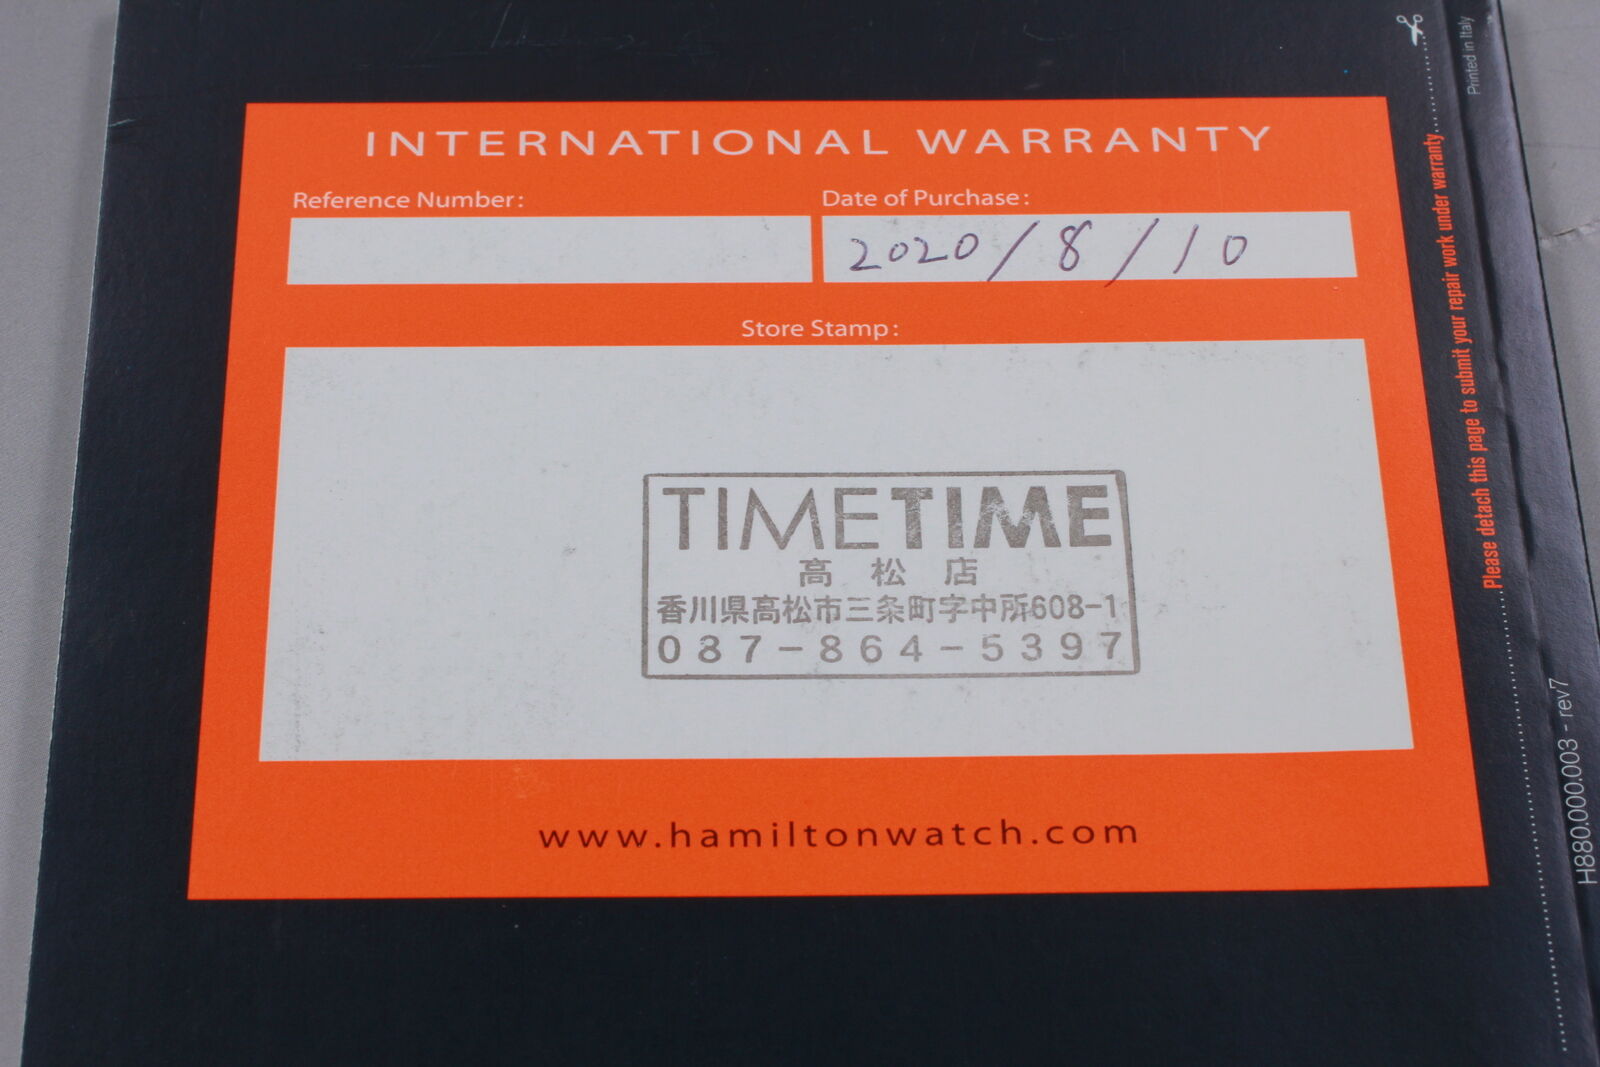 INTERNATIONAL WARRANTY
Reference Number:
Date of Purchase:
2020/8/10
Store Stamp:
TIMETIME
高松店
香川県高松市三条町字中所608-1
087-864-5397
www.hamiltonwatch.com
Please detach this page to submit your repair work under warranty
Printed in Italy
H880.000.003 - rev7